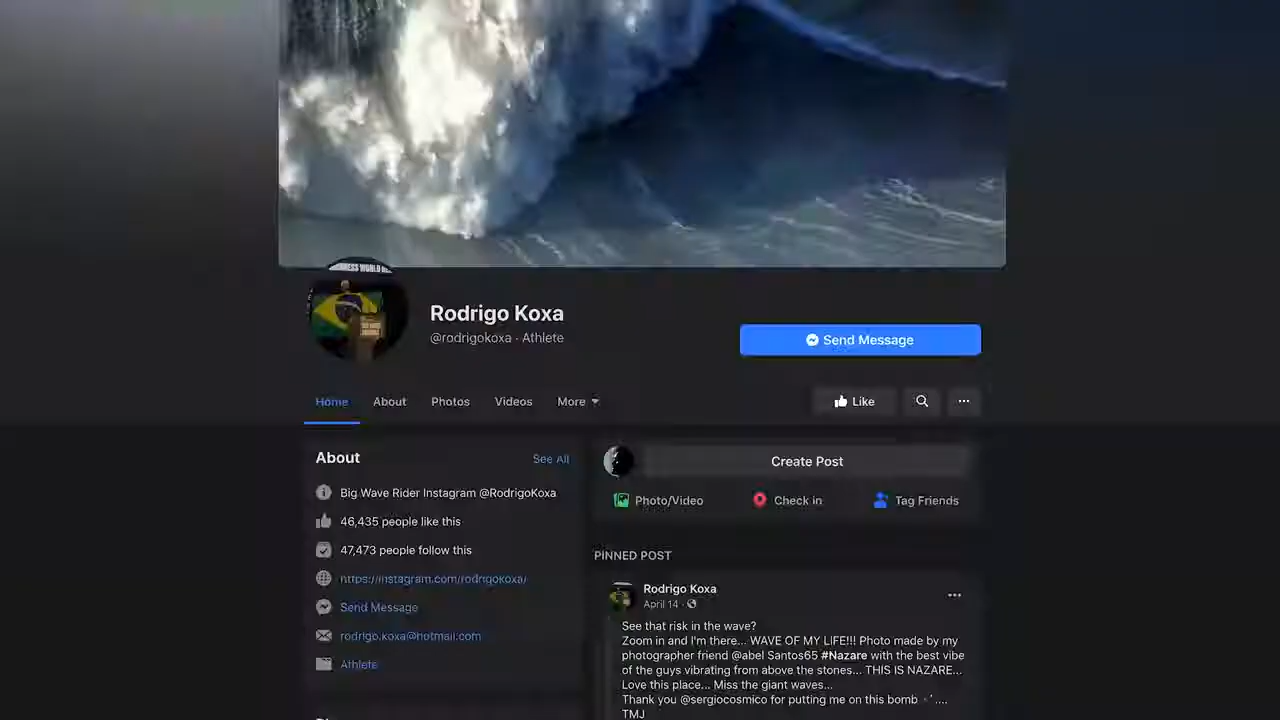 NESS WORLD RE
Rodrigo Koxa
@rodrigokoxa · Athlete
Send Message
Home About Photos Videos More
Like
About See All
Big Wave Rider Instagram @RodrigoKoxa
46,435 people like this
47,473 people follow this
https://instagram.com/rodrigokoxa/
Send Message
rodrigo.koxa@hotmail.com
Athlete
Create Post
Photo/Video Check in Tag Friends
PINNED POST
Rodrigo Koxa
April 14 ·
See that risk in the wave?
Zoom in and I'm there... WAVE OF MY LIFE!!! Photo made by my
photographer friend @abel Santos65 #Nazare with the best vibe
of the guys vibrating from above the stones... THIS IS NAZARE...
Love this place... Miss the giant waves...
Thank you @sergiocosmico for putting me on this bomb 🤙....
TMJ